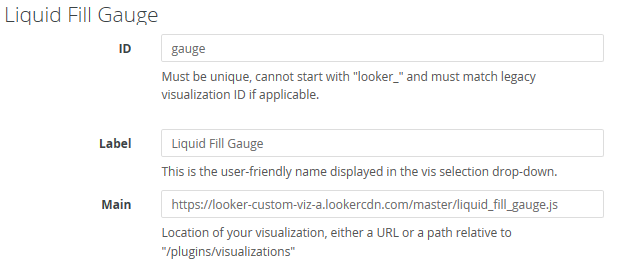 Liquid Fill Gauge
ID
gauge
Must be unique, cannot start with "looker_" and must match legacy
visualization ID if applicable.
Label
Liquid Fill Gauge
This is the user-friendly name displayed in the vis selection drop-down.
Main
https://looker-custom-viz-a.lookercdn.com/master/liquid_fill_gauge.js
Location of your visualization, either a URL or a path relative to
"/plugins/visualizations"